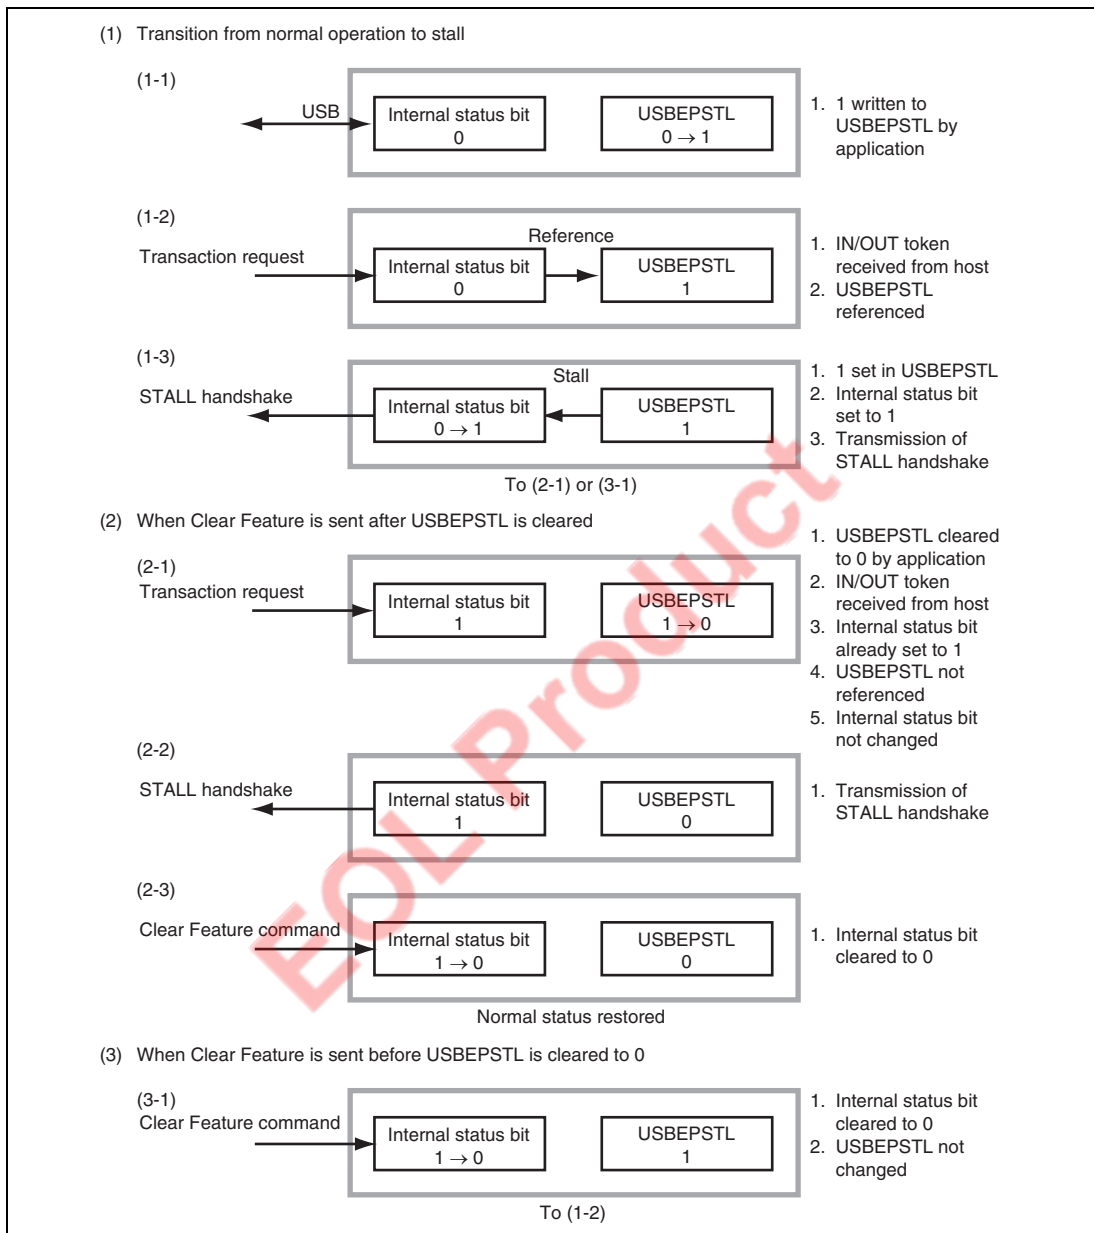 (1) Transition from normal operation to stall
(1-1)
USB
Internal status bit
0
USBEPSTL
0 → 1
1. 1 written to
USBEPSTL by
application
(1-2)
Transaction request
Reference
Internal status bit
0
USBEPSTL
1
1. IN/OUT token
received from host
2. USBEPSTL
referenced
(1-3)
STALL handshake
Stall
Internal status bit
0 → 1
USBEPSTL
1
1. 1 set in USBEPSTL
2. Internal status bit
set to 1
3. Transmission of
STALL handshake
To (2-1) or (3-1)
(2) When Clear Feature is sent after USBEPSTL is cleared
(2-1)
Transaction request
Internal status bit
1
USBEPSTL
1 → 0
1. USBEPSTL cleared
to 0 by application
2. IN/OUT token
received from host
3. Internal status bit
already set to 1
4. USBEPSTL not
referenced
5. Internal status bit
not changed
(2-2)
STALL handshake
Internal status bit
1
USBEPSTL
0
1. Transmission of
STALL handshake
(2-3)
Clear Feature command
Internal status bit
1 → 0
USBEPSTL
0
1. Internal status bit
cleared to 0
Normal status restored
(3) When Clear Feature is sent before USBEPSTL is cleared to 0
(3-1)
Clear Feature command
Internal status bit
1 → 0
USBEPSTL
1
1. Internal status bit
cleared to 0
2. USBEPSTL not
changed
To (1-2)
EOL Product